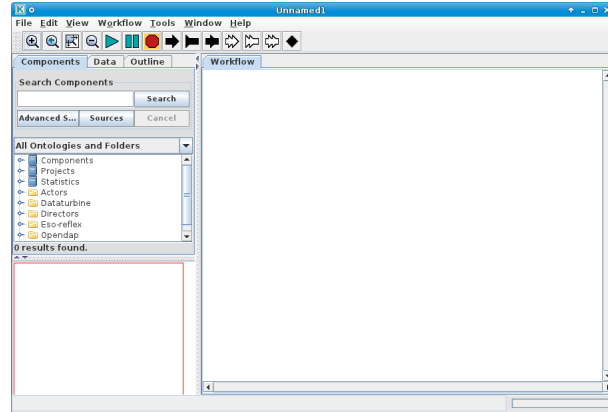 Unnamed1
File Edit View Workflow Tools Window Help
Components Data Outline
Workflow
Search Components
Search
Advanced S... Sources Cancel
All Ontologies and Folders
Components
Projects
Statistics
Actors
Dataturbine
Directors
Eso-reflex
Opendap
0 results found.